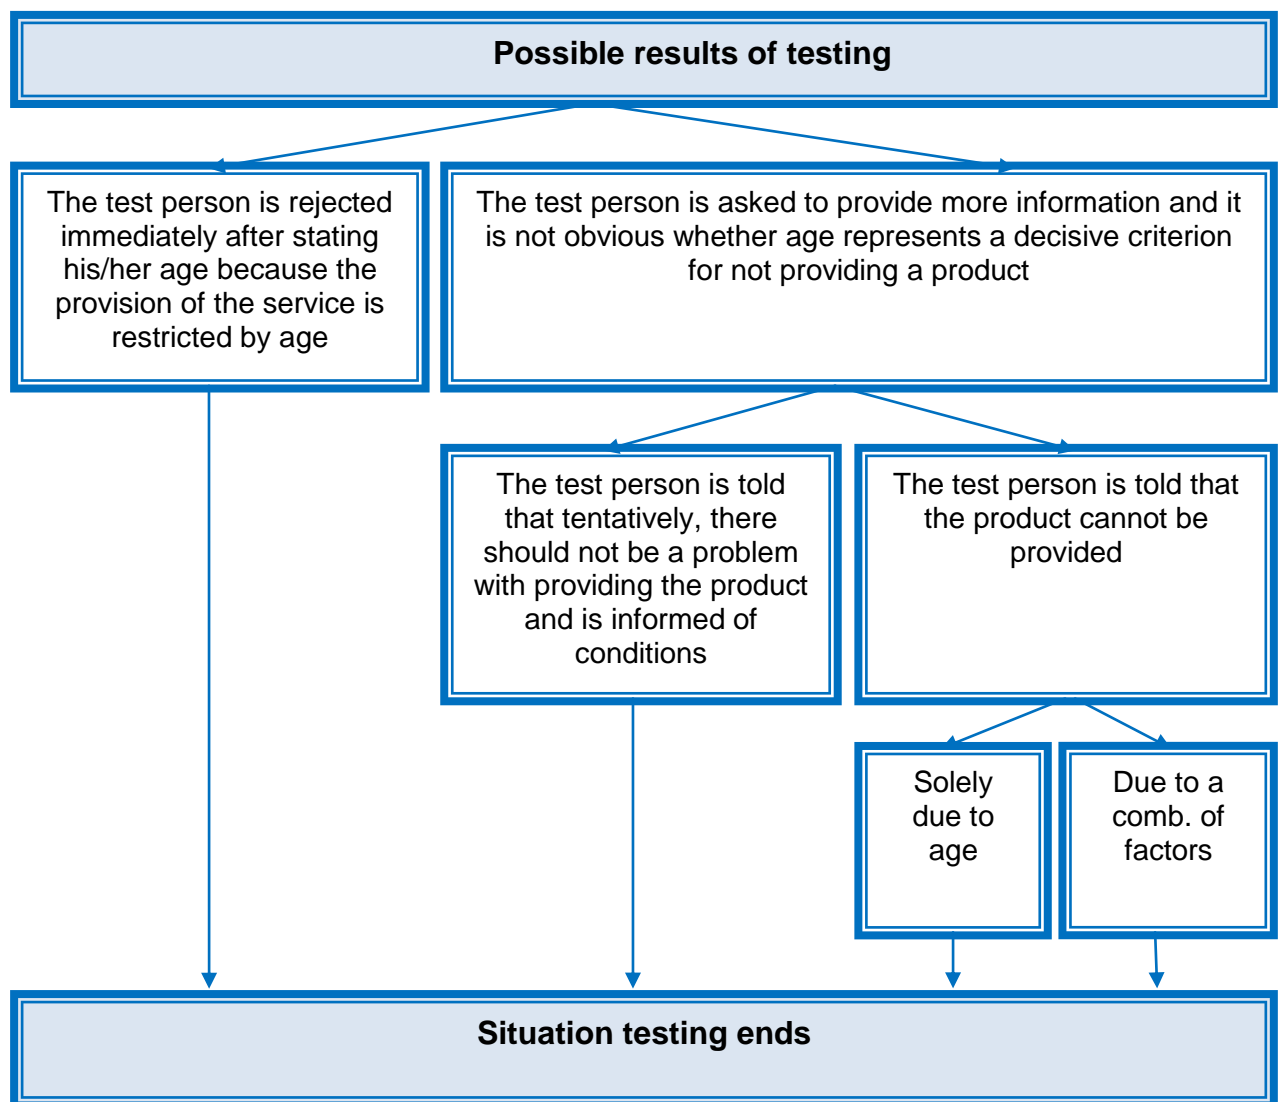 Possible results of testing
The test person is rejected
immediately after stating
his/her age because the
provision of the service is
restricted by age
The test person is asked to provide more information and it
is not obvious whether age represents a decisive criterion
for not providing a product
The test person is told
that tentatively, there
should not be a problem
with providing the product
and is informed of
conditions
The test person is told that
the product cannot be
provided
Solely
due to
age
Due to a
comb. of
factors
Situation testing ends